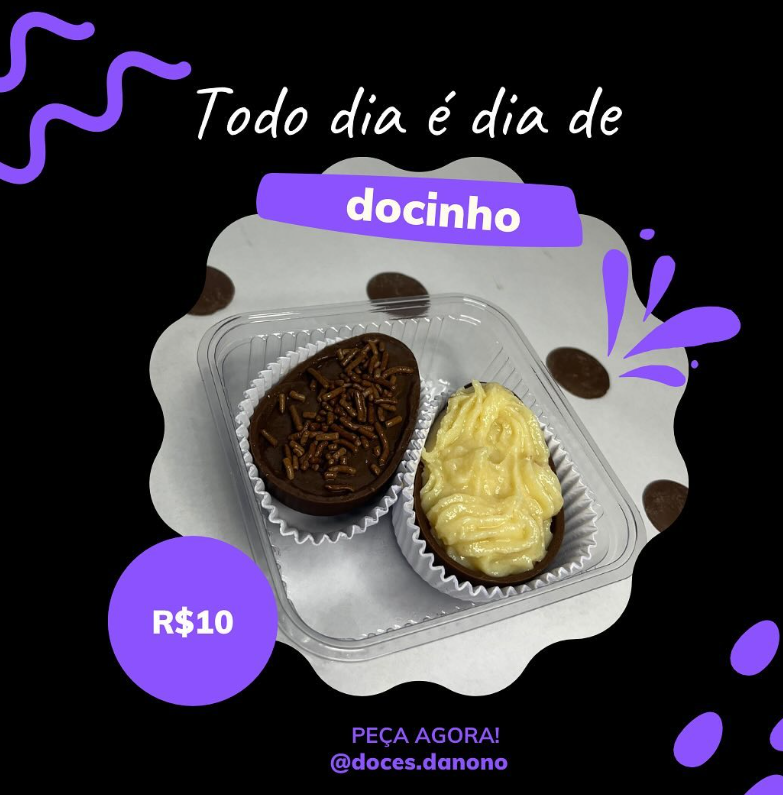 Todo dia é dia de
docinho
R$10
PEÇA AGORA!
@doces.danono